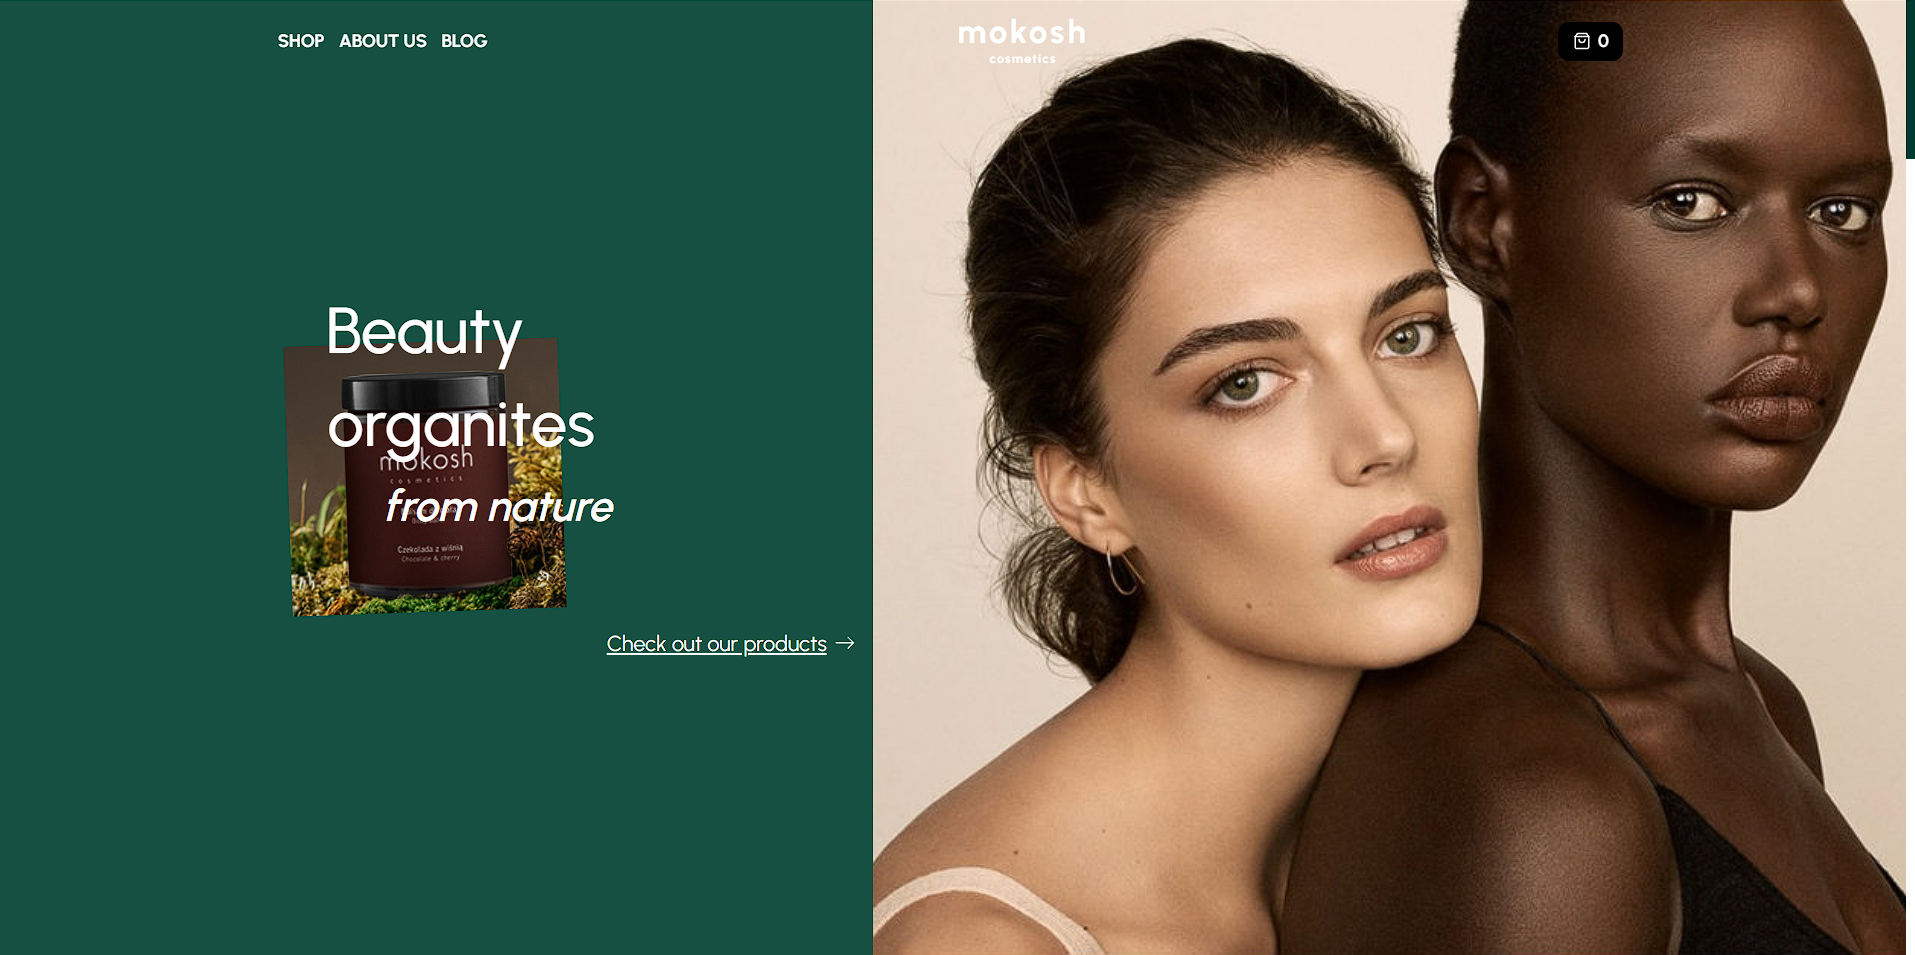 SHOP ABOUT US BLOG
mokosh
cosmetics
0
Beauty
organites
from nature
mokosh
cosmetics
Czekolada z wiśnią
Chocolate & cherry
Check out our products